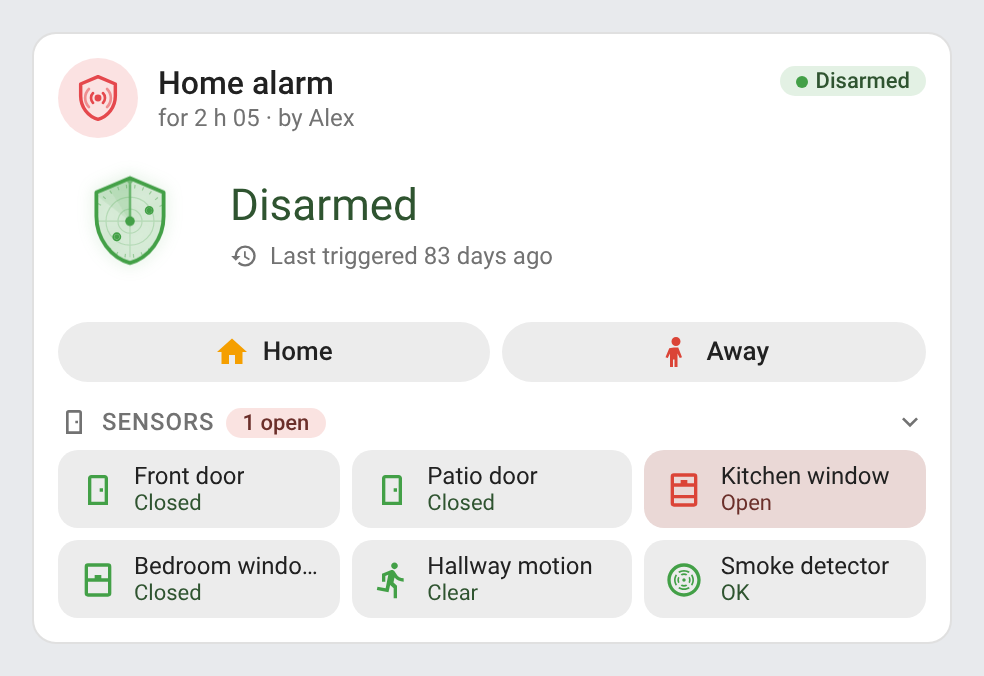 Home alarm
for 2 h 05 · by Alex
Disarmed
Disarmed
Last triggered 83 days ago
Home
Away
SENSORS
1 open
Front door
Closed
Patio door
Closed
Kitchen window
Open
Bedroom windo…
Closed
Hallway motion
Clear
Smoke detector
OK